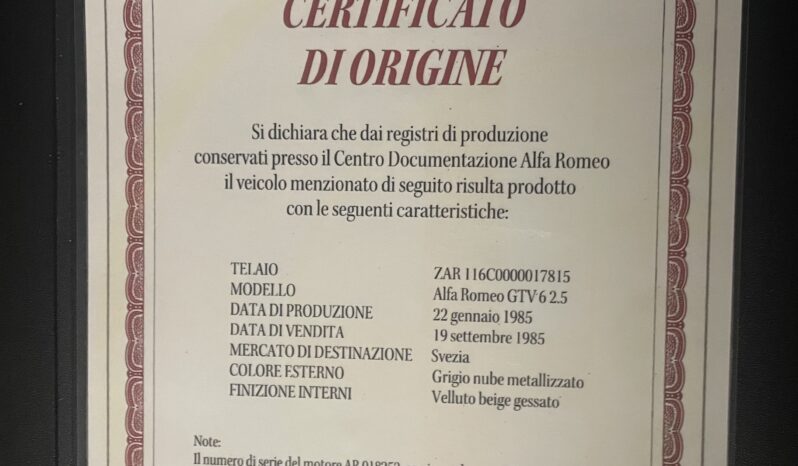 CERTIFICATO
DI ORIGINE
Si dichiara che dai registri di produzione
conservati presso il Centro Documentazione Alfa Romeo
il veicolo menzionato di seguito risulta prodotto
con le seguenti caratteristiche:
TELAIO ZAR 116C0000017815
MODELLO Alfa Romeo GTV6 2.5
DATA DI PRODUZIONE 22 gennaio 1985
DATA DI VENDITA 19 settembre 1985
MERCATO DI DESTINAZIONE Svezia
COLORE ESTERNO Grigio nube metallizzato
FINIZIONE INTERNI Velluto beige gessato
Note:
Il numero di serie del motore AR